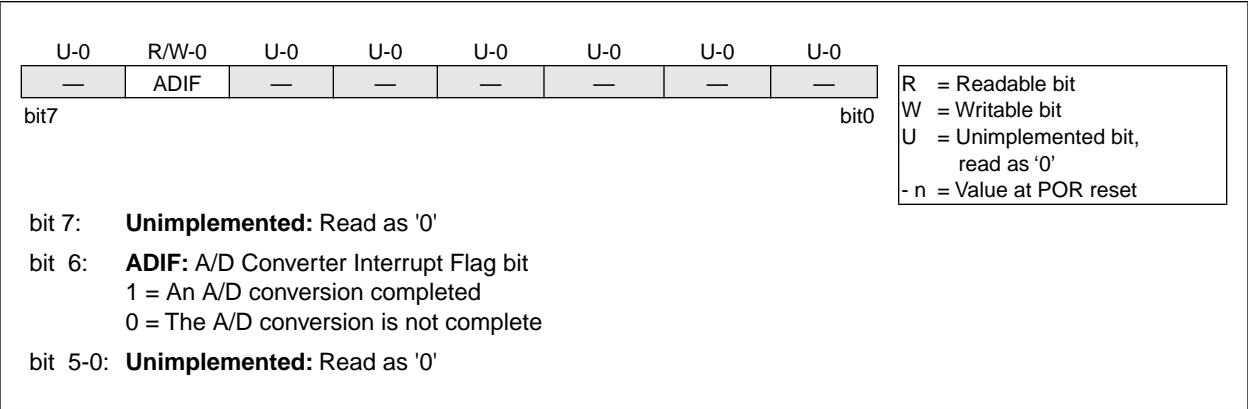 U-0 R/W-0 U-0 U-0 U-0 U-0 U-0 U-0
— ADIF — — — — — —
bit7 bit0
R = Readable bit
W = Writable bit
U = Unimplemented bit,
read as ‘0’
- n = Value at POR reset
bit 7: Unimplemented: Read as '0'
bit 6: ADIF: A/D Converter Interrupt Flag bit
1 = An A/D conversion completed
0 = The A/D conversion is not complete
bit 5-0: Unimplemented: Read as '0'